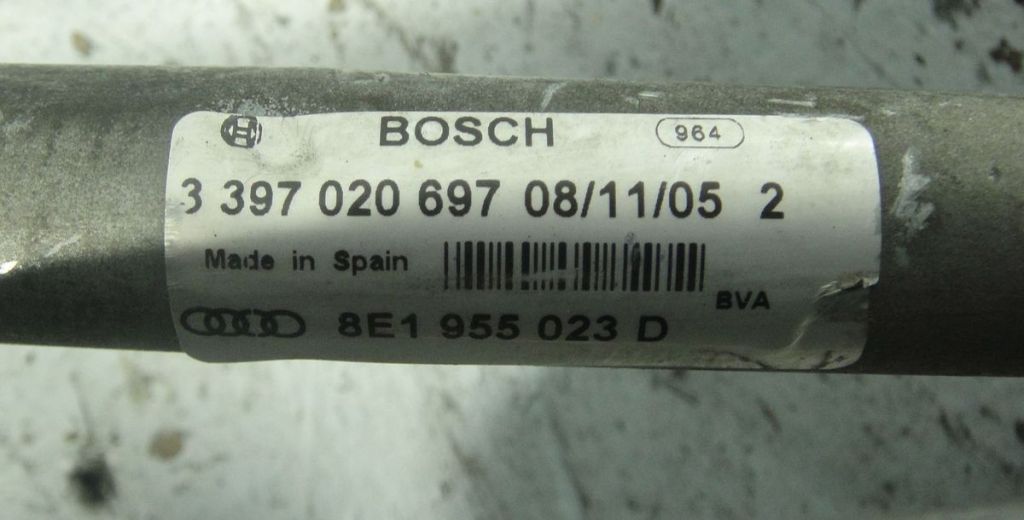 BOSCH 964
3 397 020 697 08/11/05 2
Made in Spain
BVA
8E1 955 023 D